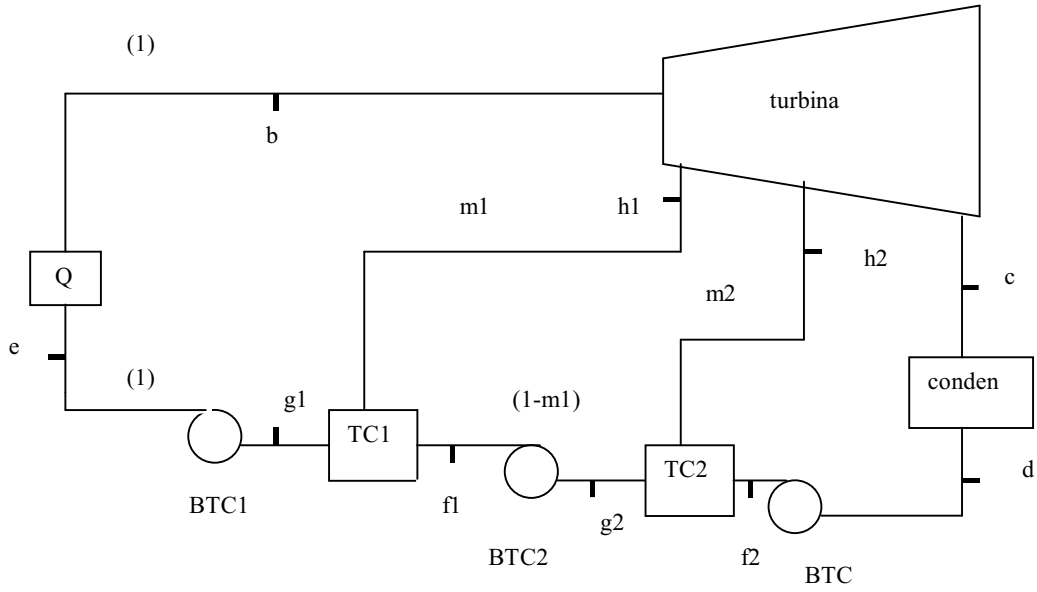 (1)
turbina
b
m1
h1
Q
h2
m2
c
e
(1)
g1
(1-m1)
conden
TC1
TC2
d
BTC1
f1
g2
f2
BTC2
BTC